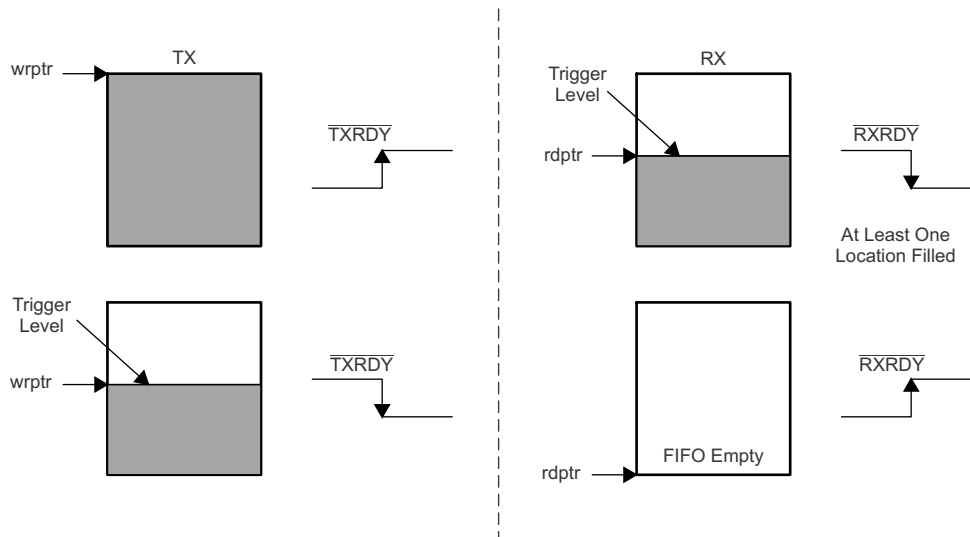 TX
wrptr
TXRDY
Trigger
Level
wrptr
TXRDY
RX
Trigger
Level
rdptr
RXRDY
At Least One
Location Filled
RXRDY
FIFO Empty
rdptr